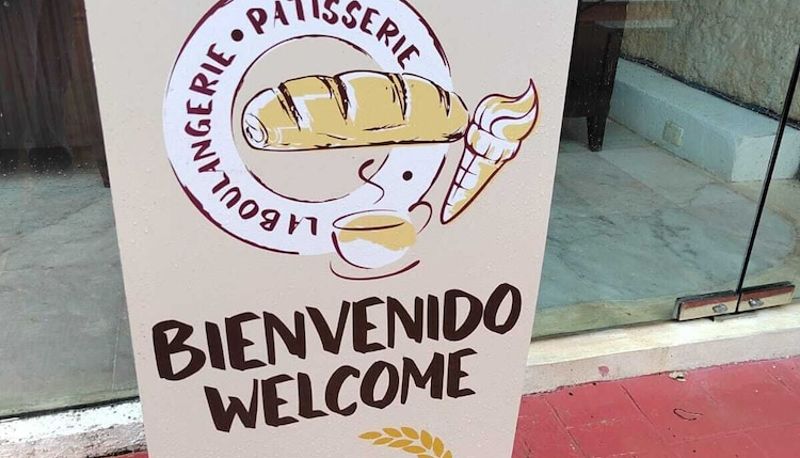 LA BOULANGERIE • PATISSERIE
BIENVENIDO
WELCOME